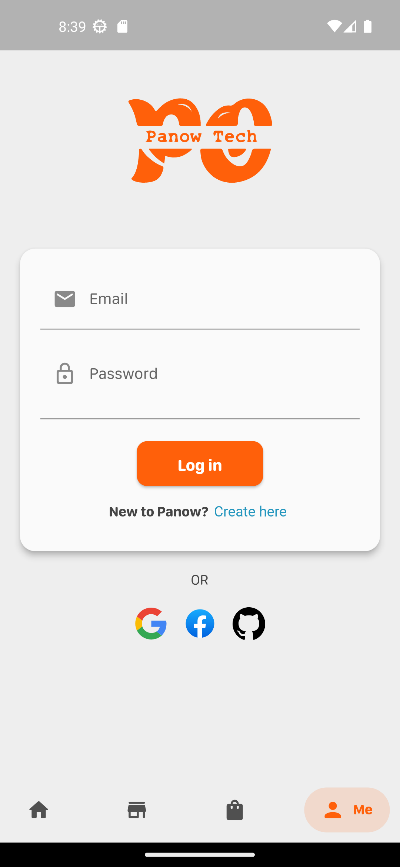 8:39
Panow Tech
Email
Password
Log in
New to Panow? Create here
OR
Me